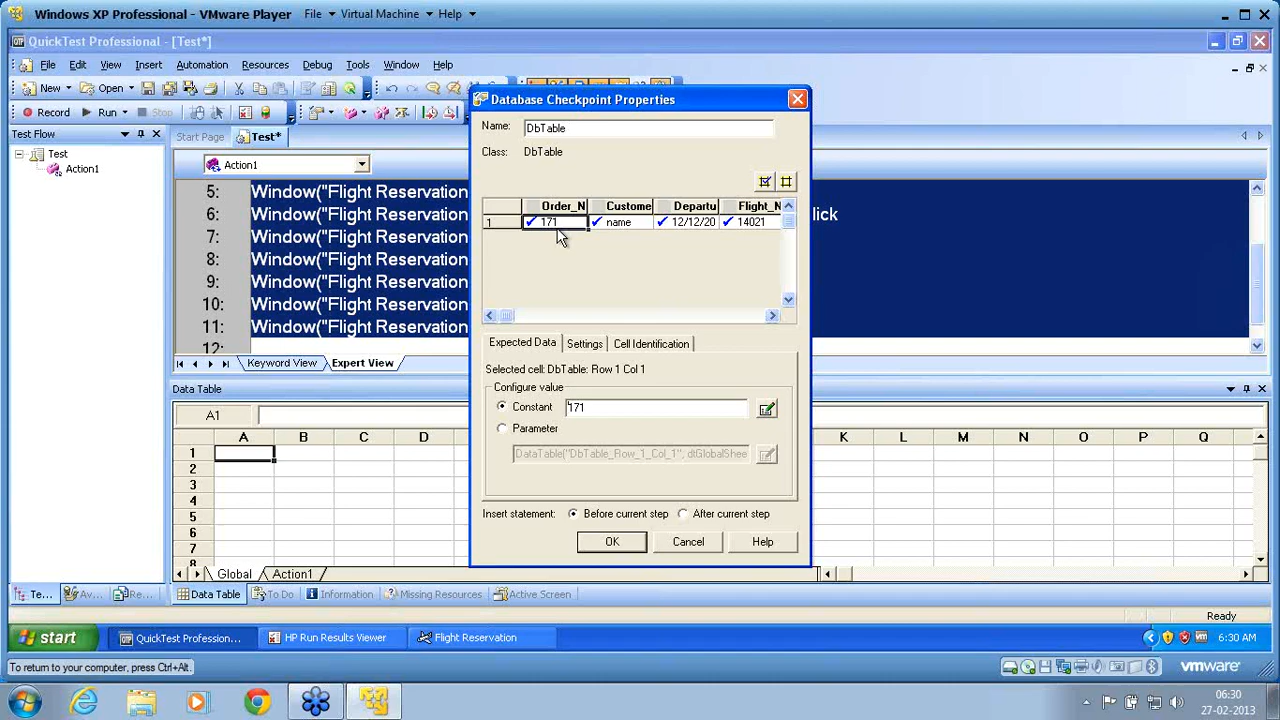 Windows XP Professional - VMware Player File Virtual Machine Help
QuickTest Professional - [Test*]
File Edit View Insert Automation Resources Debug Tools Window Help
New Open
Record Run Stop
Test Flow
Start Page Test*
Test
Action1
Action1
5: Window("Flight Reservation
6: Window("Flight Reservation lick
7: Window("Flight Reservation
8: Window("Flight Reservation
9: Window("Flight Reservation
10: Window("Flight Reservation
11: Window("Flight Reservation
12:
Keyword View Expert View
Data Table
A1
A B C D K L M N O P Q
1
2
3
4
5
6
7
8
Global Action1
Te... Av... Re... Data Table To Do Information Missing Requests Active Screen
Ready
Database Checkpoint Properties
Name: DbTable
Class: DbTable
Order_N Custome Departu Flight_N
1 171 name 12/12/20 14021
Expected Data Settings Cell Identification
Selected cell: DbTable: Row 1 Col 1
Configure value
Constant '171
Parameter
DataTable("DbTable_Row_1_Col_1", dtGlobalShee
Insert statement: Before current step After current step
OK Cancel Help
start QuickTest Profession... HP Run Results Viewer Flight Reservation 6:30 AM
To return to your computer, press Ctrl+Alt. vmware
06:30
27-02-2013